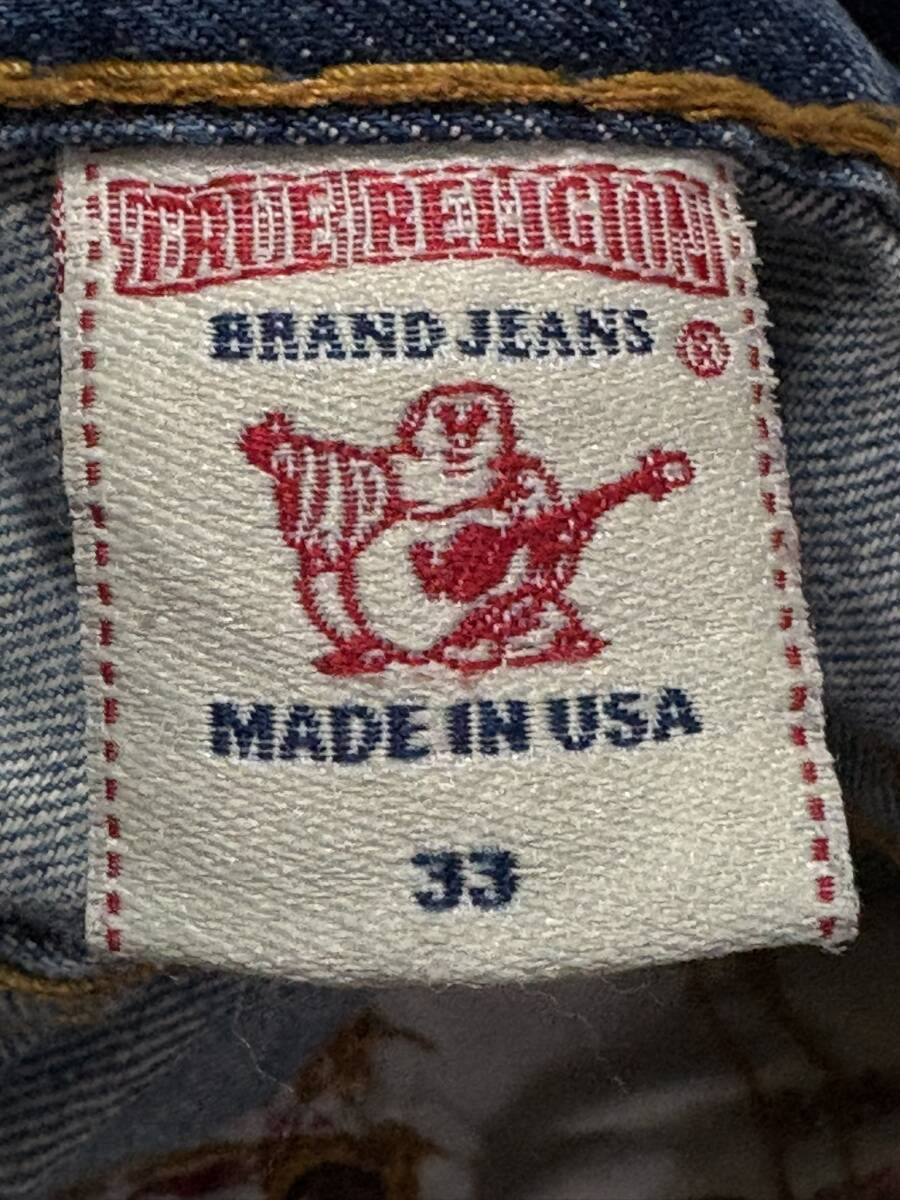 TRUE RELIGION
BRAND JEANS ®
MADE IN USA
33